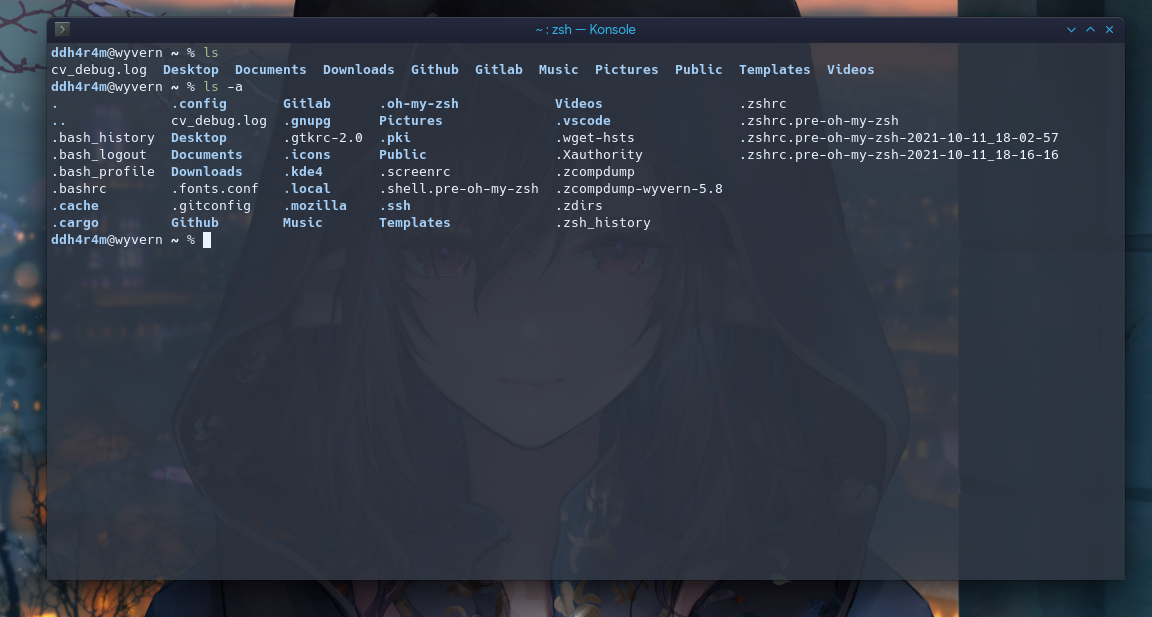 ~ : zsh — Konsole
ddh4r4m@wyvern ~ % ls
cv_debug.log  Desktop  Documents  Downloads  Github  Gitlab  Music  Pictures  Public  Templates  Videos
ddh4r4m@wyvern ~ % ls -a
.              .config       Gitlab      .oh-my-zsh            Videos                 .zshrc
..             cv_debug.log  .gnupg      Pictures              .vscode                .zshrc.pre-oh-my-zsh
.bash_history  Desktop       .gtkrc-2.0  .pki                  .wget-hsts             .zshrc.pre-oh-my-zsh-2021-10-11_18-02-57
.bash_logout   Documents     .icons      Public                .Xauthority            .zshrc.pre-oh-my-zsh-2021-10-11_18-16-16
.bash_profile  Downloads     .kde4       .screenrc             .zcompdump
.bashrc        .fonts.conf   .local      .shell.pre-oh-my-zsh  .zcompdump-wyvern-5.8
.cache         .gitconfig    .mozilla    .ssh                  .zdirs
.cargo         Github        Music       Templates             .zsh_history
ddh4r4m@wyvern ~ %